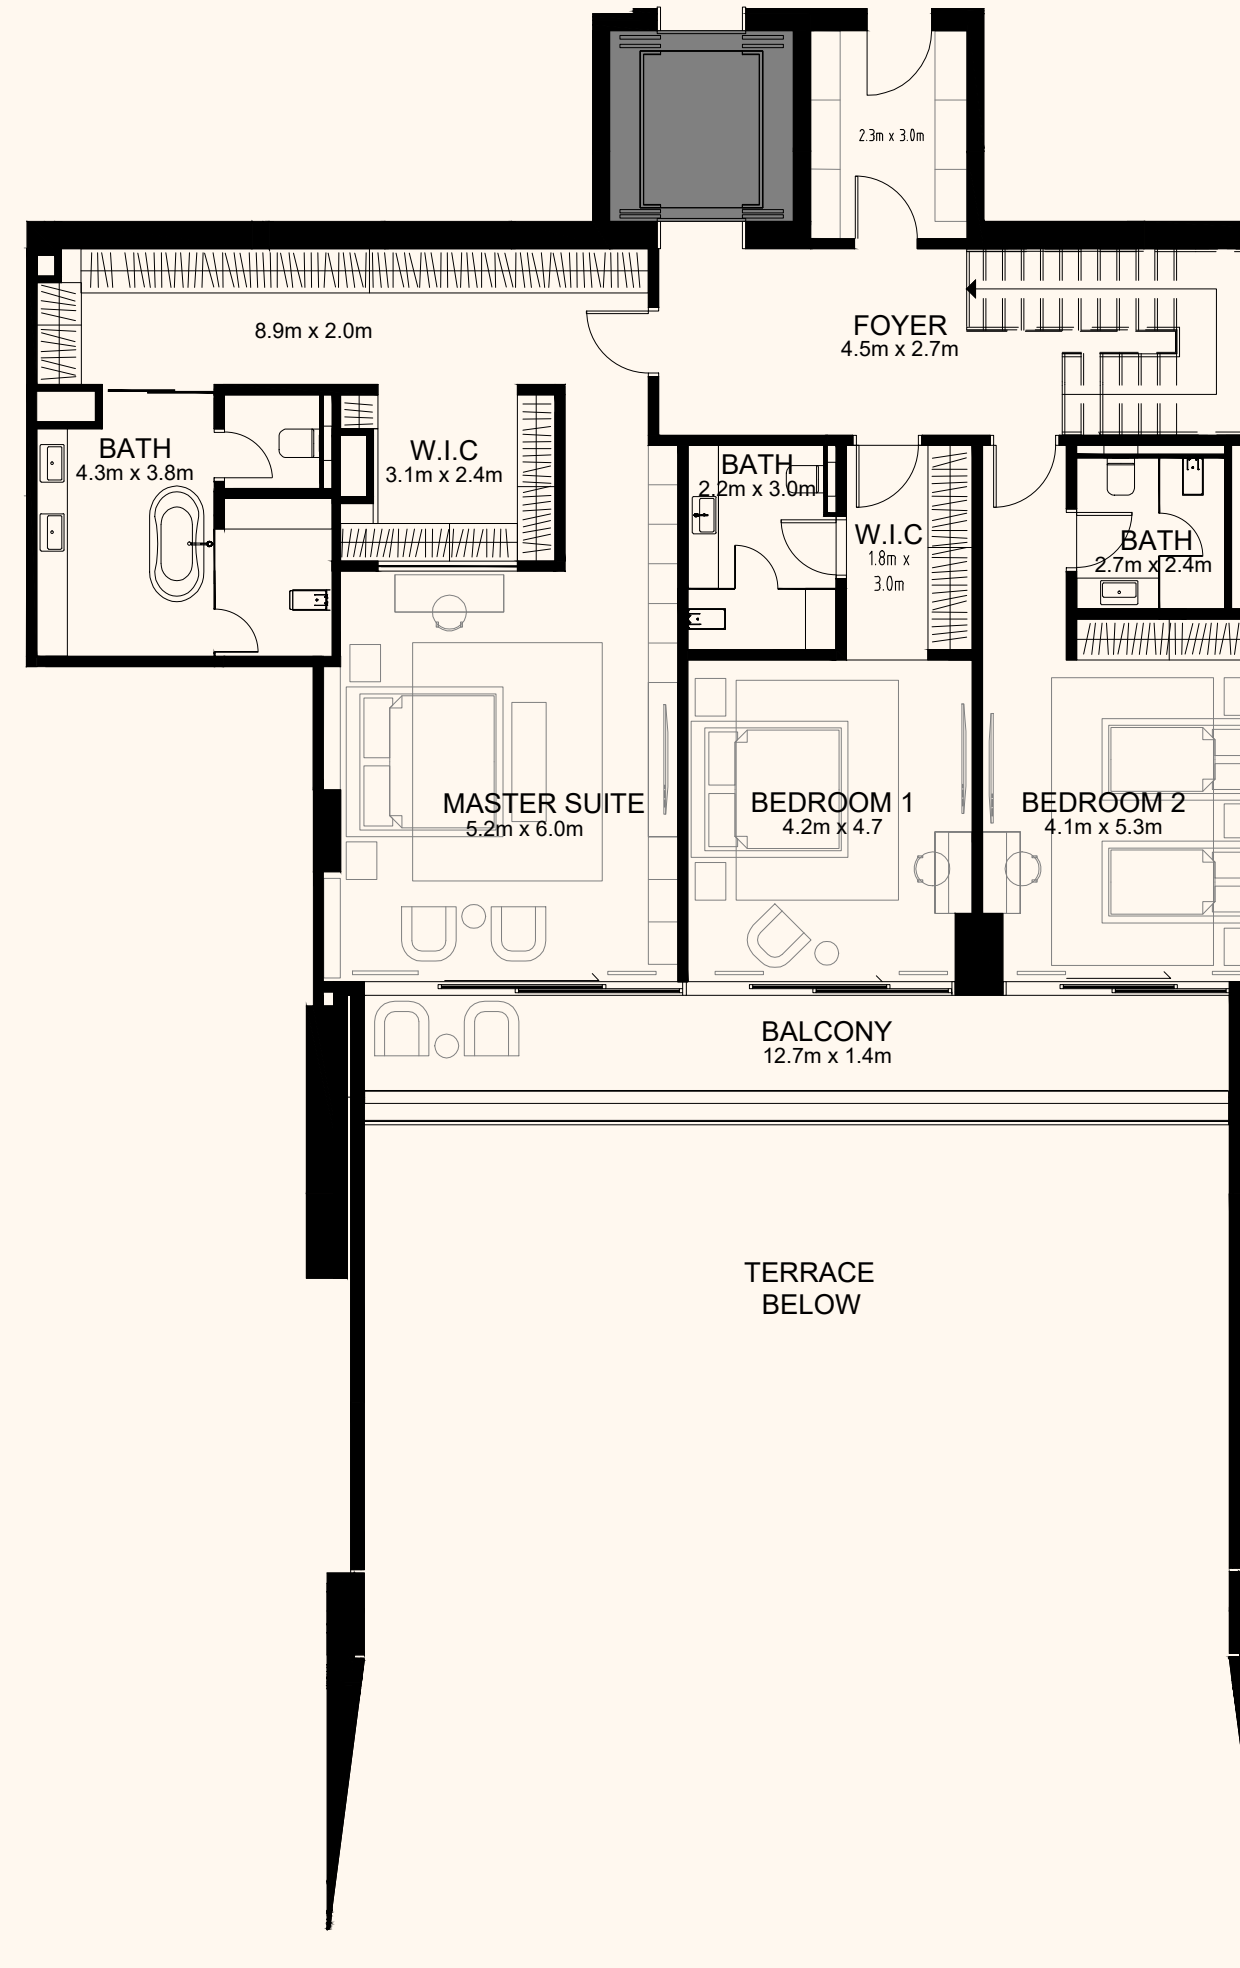 2.3m x 3.0m
FOYER
4.5m x 2.7m
8.9m x 2.0m
BATH
4.3m x 3.8m
W.I.C
3.1m x 2.4m
BATH
2.2m x 3.0m
W.I.C
1.8m x
3.0m
BATH
2.7m x 2.4m
MASTER SUITE
5.2m x 6.0m
BEDROOM 1
4.2m x 4.7
BEDROOM 2
4.1m x 5.3m
BALCONY
12.7m x 1.4m
TERRACE
BELOW